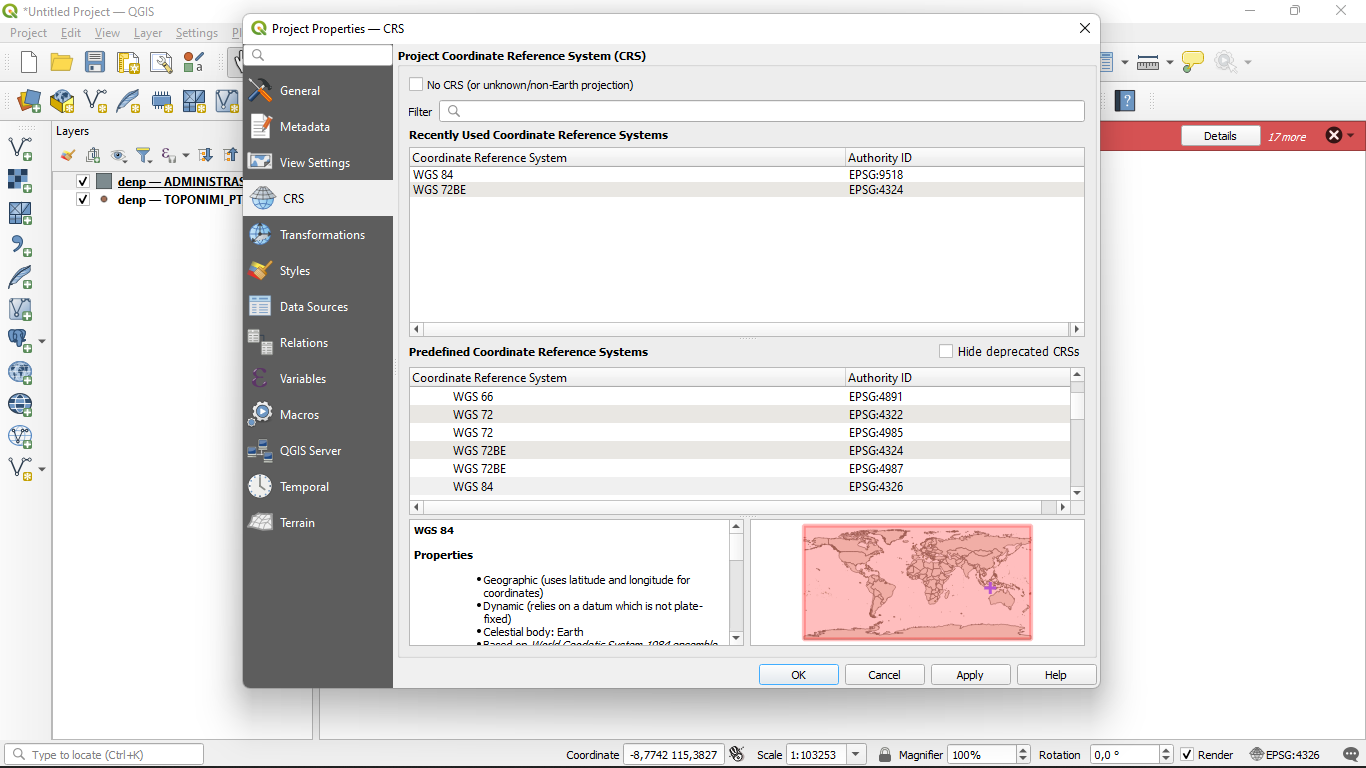 *Untitled Project — QGIS
Project Edit View Layer Settings
Project Properties — CRS
General
Metadata
View Settings
CRS
Transformations
Styles
Data Sources
Relations
Variables
Macros
QGIS Server
Temporal
Terrain
Project Coordinate Reference System (CRS)
No CRS (or unknown/non-Earth projection)
Filter
Recently Used Coordinate Reference Systems
Coordinate Reference System Authority ID
WGS 84 EPSG:9518
WGS 72BE EPSG:4324
Predefined Coordinate Reference Systems Hide deprecated CRSs
Coordinate Reference System Authority ID
WGS 66 EPSG:4891
WGS 72 EPSG:4322
WGS 72 EPSG:4985
WGS 72BE EPSG:4324
WGS 72BE EPSG:4987
WGS 84 EPSG:4326
WGS 84
Properties
• Geographic (uses latitude and longitude for
coordinates)
• Dynamic (relies on a datum which is not plate-
fixed)
• Celestial body: Earth
• Based on World Geodetic System 1984 ensemble
OK Cancel Apply Help
Layers
denp — ADMINISTRAS
denp — TOPONIMI_PT
Details 17 more
Type to locate (Ctrl+K) Coordinate -8,7742 115,3827 Scale 1:103253 Magnifier 100% Rotation 0,0 ° Render EPSG:4326